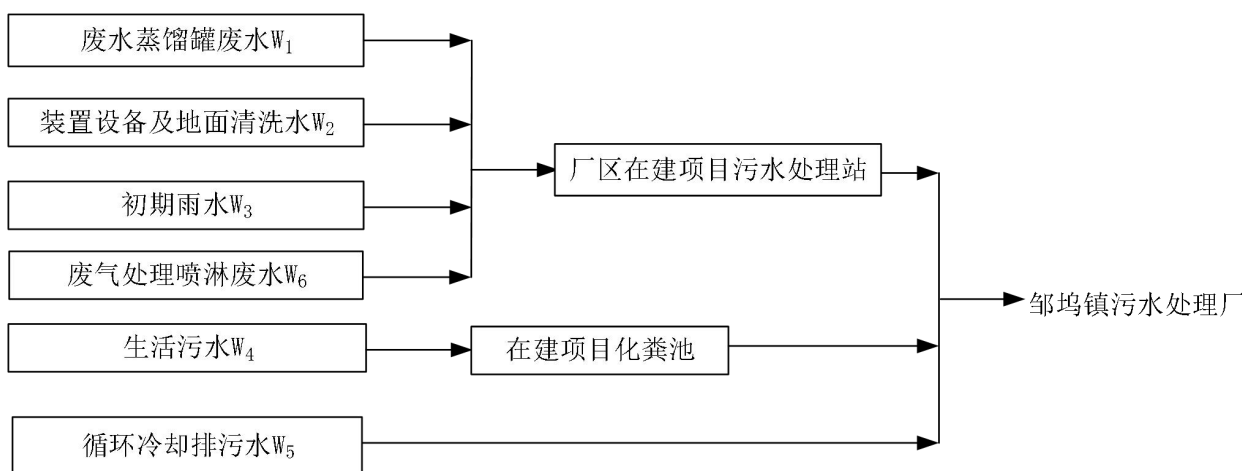 废水蒸馏罐废水W₁
装置设备及地面清洗水W₂
厂区在建项目污水处理站
初期雨水W₃
废气处理喷淋废水W₆
邹坞镇污水处理厂
生活污水W₄
在建项目化粪池
循环冷却排污水W₅